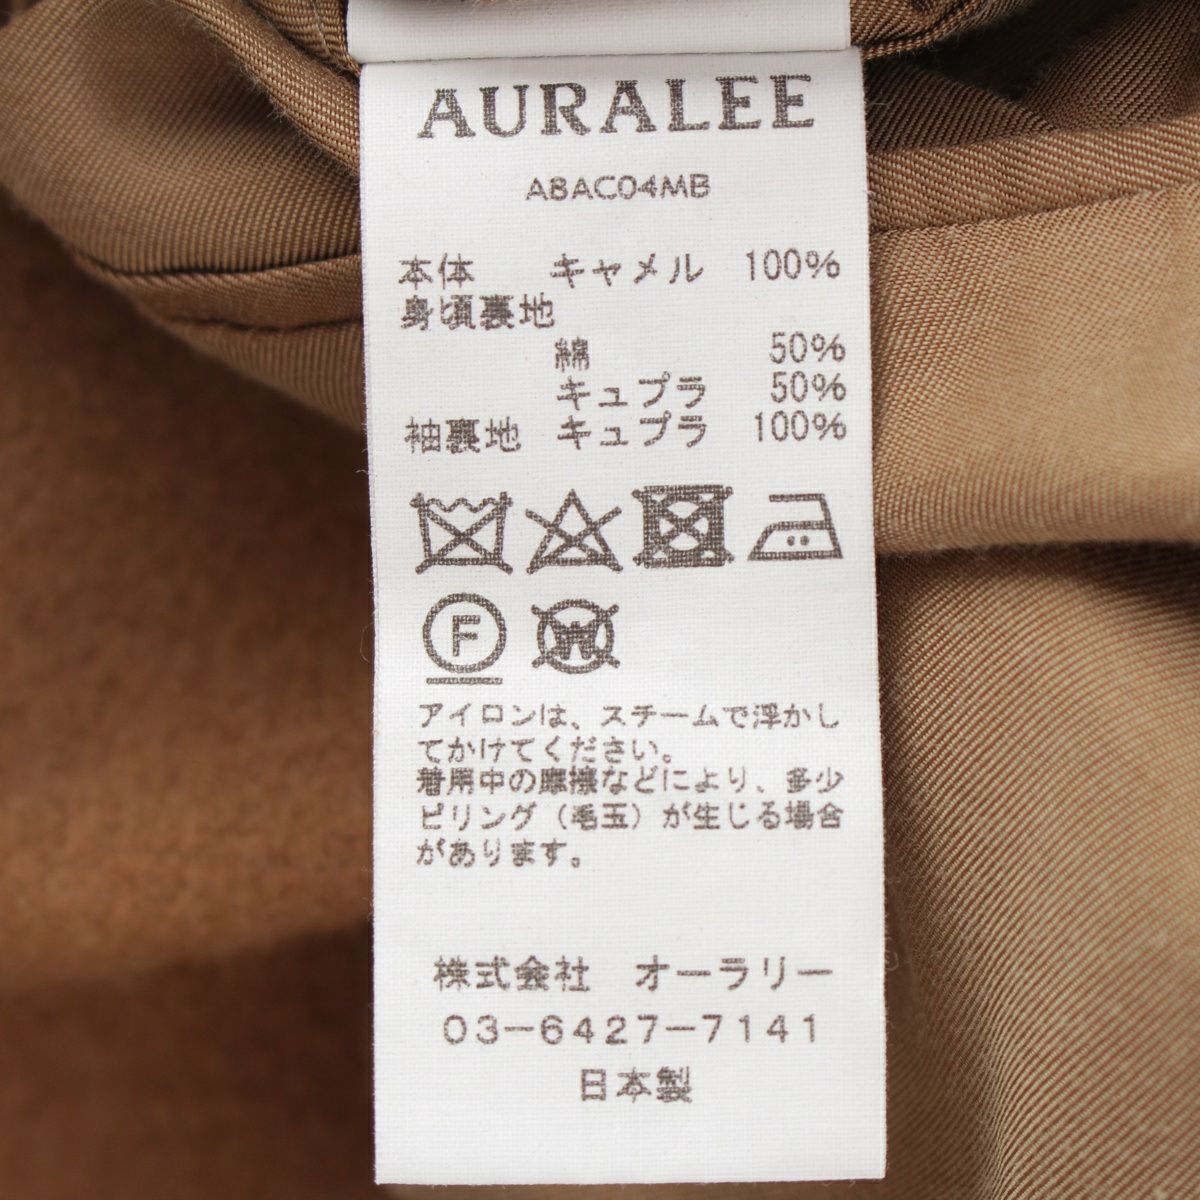 AURALEE
A8AC04MB
本体 キャメル 100%
身頃裏地
綿 50%
キュプラ 50%
袖裏地 キュプラ 100%
F
W
アイロンは、スチームで浮かし
てかけてください。
着用中の摩擦などにより、多少
ピリング（毛玉）が生じる場合
があります。
株式会社 オーラリー
03-6427-7141
日本製